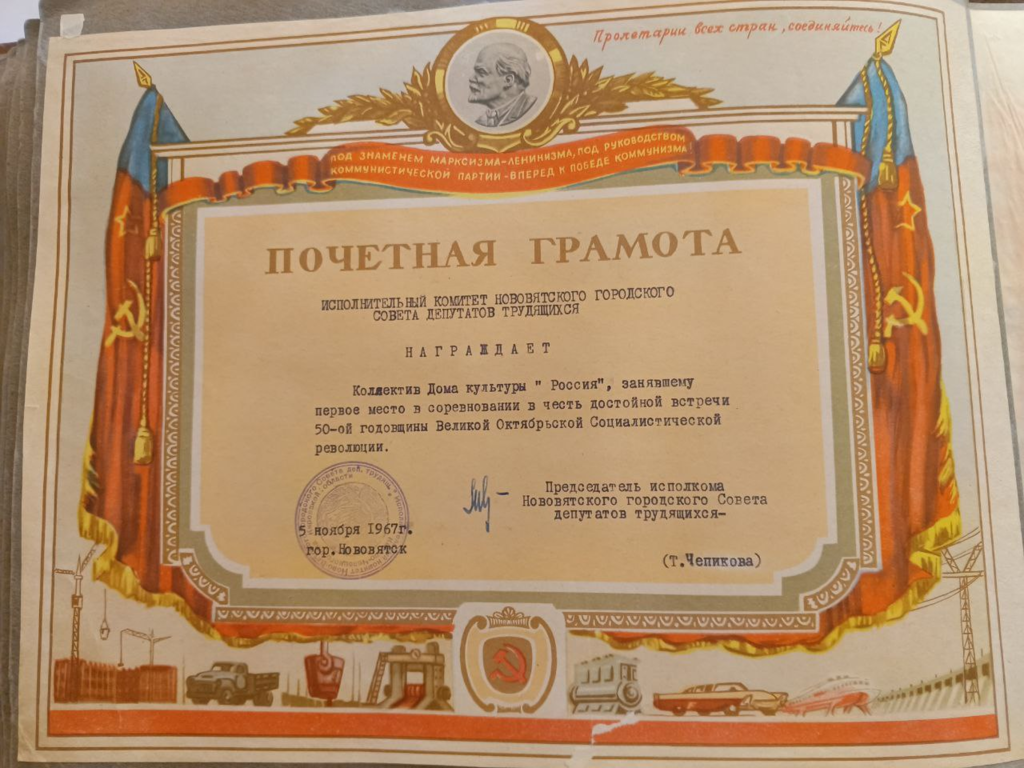 Пролетарии всех стран, соединяйтесь!
ПОД ЗНАМЕНЕМ МАРКСИЗМА-ЛЕНИНИЗМА, ПОД РУКОВОДСТВОМ
КОММУНИСТИЧЕСКОЙ ПАРТИИ - ВПЕРЕД К ПОБЕДЕ КОММУНИЗМА!
ПОЧЕТНАЯ ГРАМОТА
ИСПОЛНИТЕЛЬНЫЙ КОМИТЕТ НОВОВЯТСКОГО ГОРОДСКОГО
СОВЕТА ДЕПУТАТОВ ТРУДЯЩИХСЯ
НАГРАЖДАЕТ
Коллектив Дома культуры " Россия", занявшему
первое место в соревновании в честь достойной встречи
50-ой годовщины Великой Октябрьской Социалистической
революции.
Председатель исполкома
Нововятского городского Совета
депутатов трудящихся-
5 ноября 1967г.
гор.Нововятск
(Т.Чепикова)